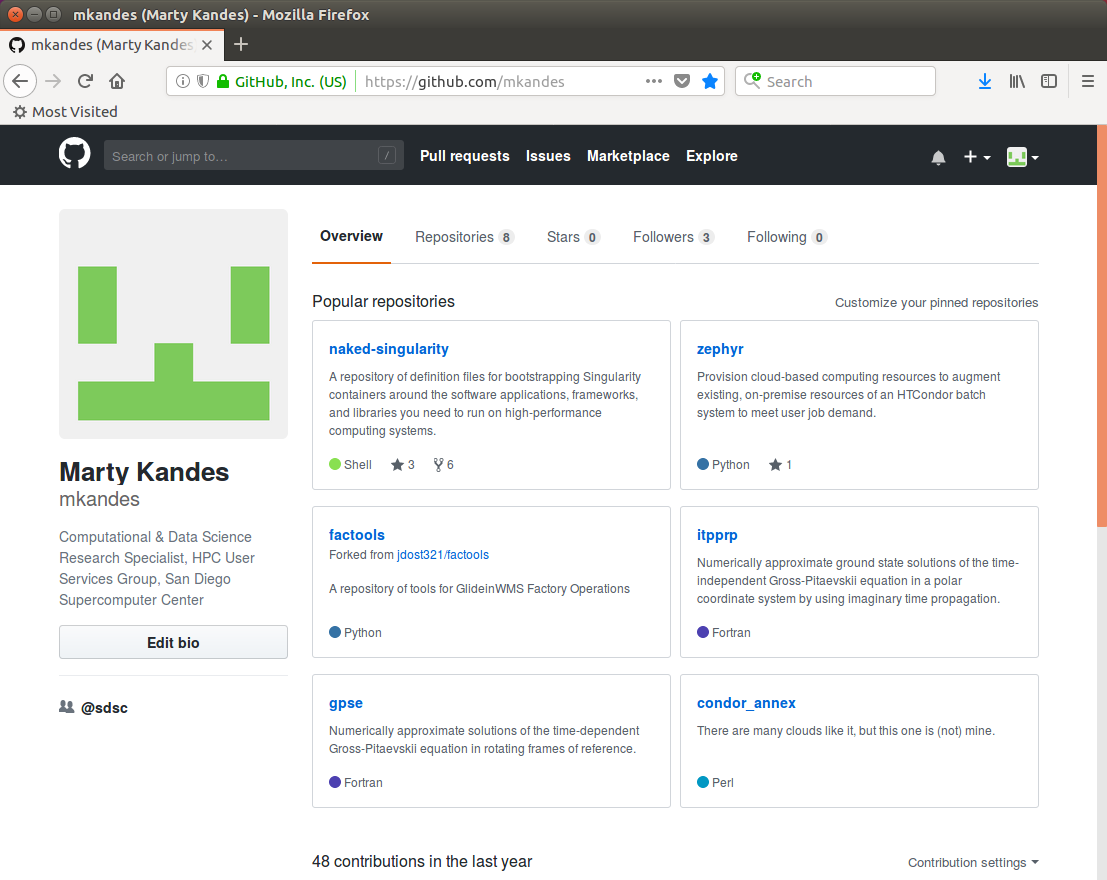 mkandes (Marty Kandes) - Mozilla Firefox
mkandes (Marty Kandes
GitHub, Inc. (US)
https://github.com/mkandes
Search
Most Visited
Search or jump to…
/
Pull requests
Issues
Marketplace
Explore
Overview
Repositories 8
Stars 0
Followers 3
Following 0
Marty Kandes
mkandes
Computational & Data Science
Research Specialist, HPC User
Services Group, San Diego
Supercomputer Center
Edit bio
@sdsc
Popular repositories
Customize your pinned repositories
naked-singularity
A repository of definition files for bootstrapping Singularity
containers around the software applications, frameworks,
and libraries you need to run on high-performance
computing systems.
Shell 3 6
zephyr
Provision cloud-based computing resources to augment
existing, on-premise resources of an HTCondor batch
system to meet user job demand.
Python 1
factools
Forked from jdost321/factools
A repository of tools for GlideinWMS Factory Operations
Python
itpprp
Numerically approximate ground state solutions of the time-
independent Gross-Pitaevskii equation in a polar
coordinate system by using imaginary time propagation.
Fortran
gpse
Numerically approximate solutions of the time-dependent
Gross-Pitaevskii equation in rotating frames of reference.
Fortran
condor_annex
There are many clouds like it, but this one is (not) mine.
Perl
48 contributions in the last year
Contribution settings